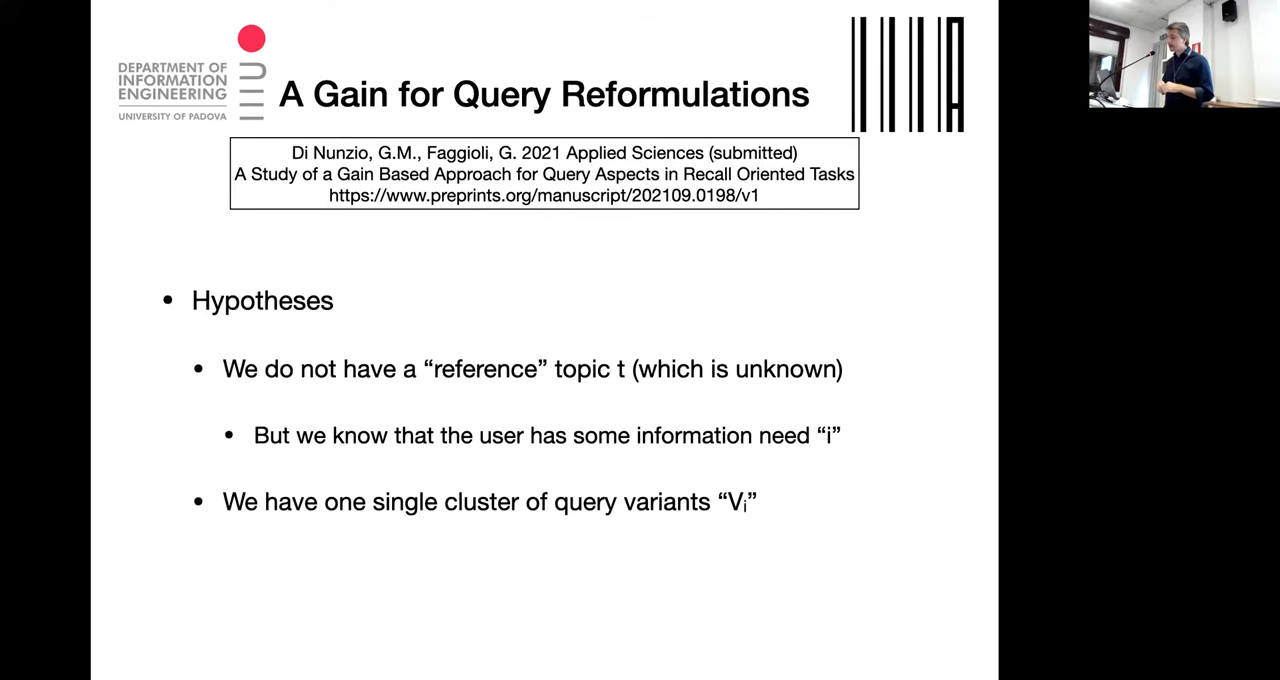 DEPARTMENT OF
INFORMATION
ENGINEERING
UNIVERSITY OF PADOVA
A Gain for Query Reformulations
Di Nunzio, G.M., Faggioli, G. 2021 Applied Sciences (submitted)
A Study of a Gain Based Approach for Query Aspects in Recall Oriented Tasks
https://www.preprints.org/manuscript/202109.0198/v1
• Hypotheses
• We do not have a “reference” topic t (which is unknown)
• But we know that the user has some information need “i”
• We have one single cluster of query variants “Vᵢ”